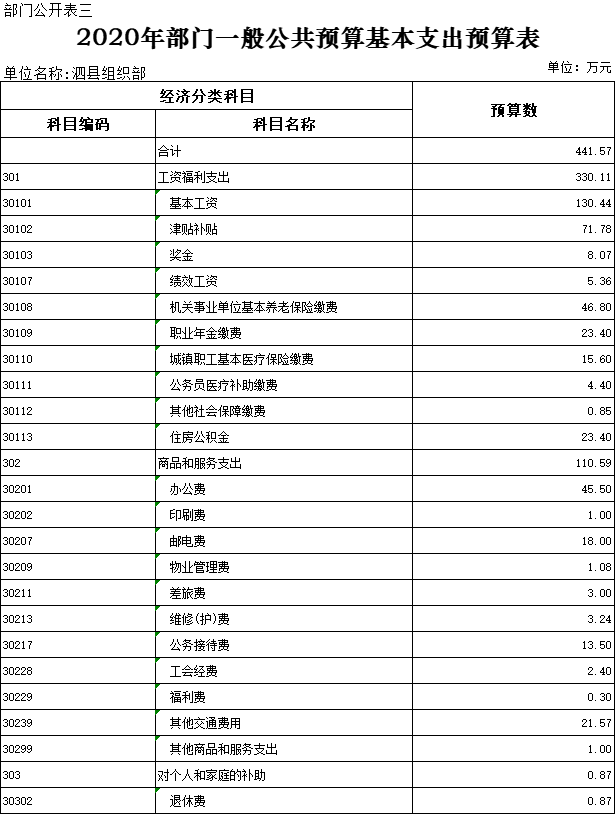 部门公开表三
2020年部门一般公共预算基本支出预算表
单位名称:泗县组织部 单位: 万元
经济分类科目 预算数
科目编码 科目名称
合计 441.57
301 工资福利支出 330.11
30101 基本工资 130.44
30102 津贴补贴 71.78
30103 奖金 8.07
30107 绩效工资 5.36
30108 机关事业单位基本养老保险缴费 46.80
30109 职业年金缴费 23.40
30110 城镇职工基本医疗保险缴费 15.60
30111 公务员医疗补助缴费 4.40
30112 其他社会保障缴费 0.85
30113 住房公积金 23.40
302 商品和服务支出 110.59
30201 办公费 45.50
30202 印刷费 1.00
30207 邮电费 18.00
30209 物业管理费 1.08
30211 差旅费 3.00
30213 维修(护)费 3.24
30217 公务接待费 13.50
30228 工会经费 2.40
30229 福利费 0.30
30239 其他交通费用 21.57
30299 其他商品和服务支出 1.00
303 对个人和家庭的补助 0.87
30302 退休费 0.87